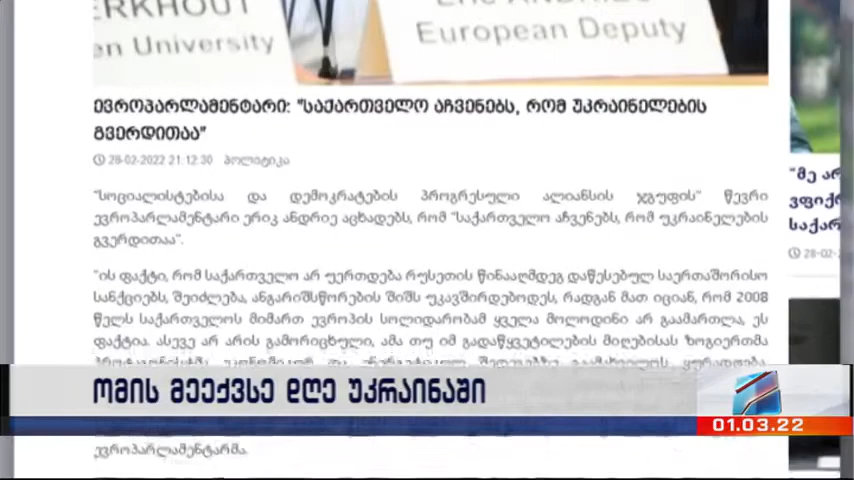 ERKHOUT
en University
European Deputy
ევროპარლამენტარი: "საქართველო აჩვენებს, რომ უკრაინელების
გვერდითაა"
28-02-2022 21:12:30 პოლიტიკა
"სოციალისტებისა და დემოკრატების პროგრესული ალიანსის ჯგუფის" წევრი
ევროპარლამენტარი ერიკ ანდრიე აცხადებს, რომ "საქართველო აჩვენებს, რომ უკრაინელების
გვერდითაა".
"ის ფაქტი, რომ საქართველო არ უერთდება რუსეთის წინააღმდეგ დაწესებულ საერთაშორისო
სანქციებს, შეიძლება, ანგარიშსწორების შიშს უკავშირდებოდეს, რადგან მათ იციან, რომ 2008
წელს საქართველოს მიმართ ევროპის სოლიდარობამ ყველა მოლოდინი არ გაამართლა, ეს
ფაქტია. ასევე არ არის გამორიცხული, ამა თუ იმ გადაწყვეტილების მიღებისას ზოგიერთმა
ევროპარლამენტარმა.
"მე არ
ვფიქრ
საქარ
28-02-2
ომის მეექვსე დღე უკრაინაში
01.03.22